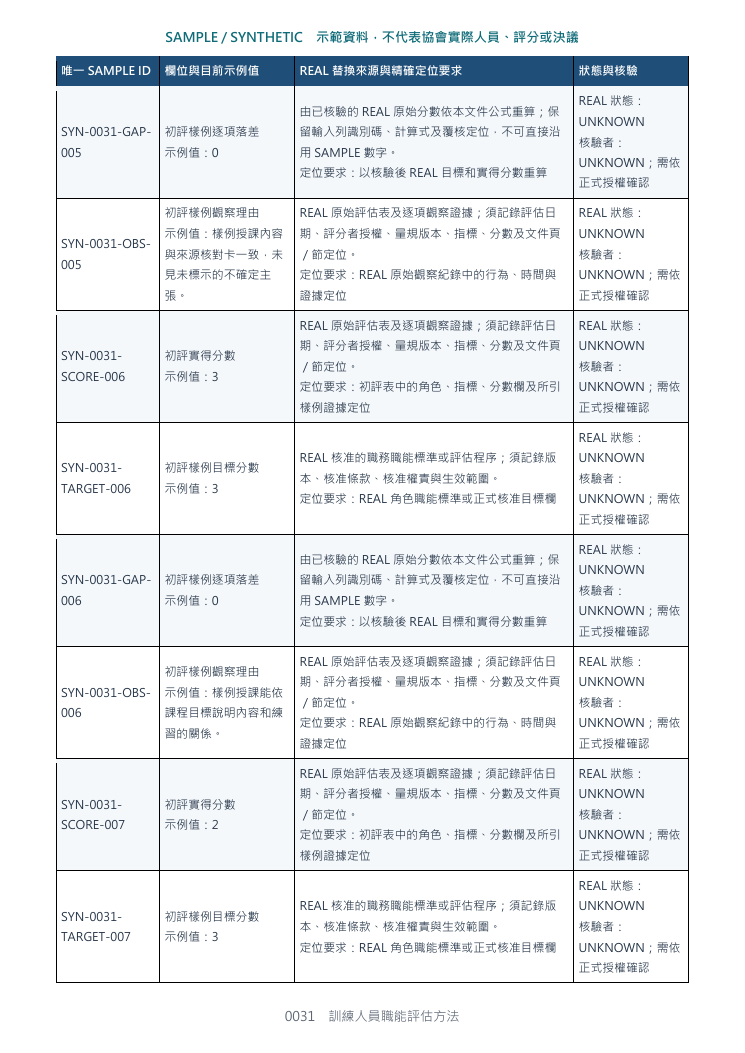 SAMPLE / SYNTHETIC　示範資料，不代表協會實際人員、評分或決議
唯一 SAMPLE ID
欄位與目前示例值
REAL 替換來源與精確定位要求
狀態與核驗
SYN-0031-GAP-
005
初評樣例逐項落差
示例值：0
由已核驗的 REAL 原始分數依本文件公式重算；保
留輸入列識別碼、計算式及覆核定位，不可直接沿
用 SAMPLE 數字。
定位要求：以核驗後 REAL 目標和實得分數重算
REAL 狀態：
UNKNOWN
核驗者：
UNKNOWN；需依
正式授權確認
SYN-0031-OBS-
005
初評樣例觀察理由
示例值：樣例授課內容
與來源核對卡一致，未
見未標示的不確定主
張。
REAL 原始評估表及逐項觀察證據；須記錄評估日
期、評分者授權、量規版本、指標、分數及文件頁
／節定位。
定位要求：REAL 原始觀察紀錄中的行為、時間與
證據定位
REAL 狀態：
UNKNOWN
核驗者：
UNKNOWN；需依
正式授權確認
SYN-0031-
SCORE-006
初評實得分數
示例值：3
REAL 原始評估表及逐項觀察證據；須記錄評估日
期、評分者授權、量規版本、指標、分數及文件頁
／節定位。
定位要求：初評表中的角色、指標、分數欄及所引
樣例證據定位
REAL 狀態：
UNKNOWN
核驗者：
UNKNOWN；需依
正式授權確認
SYN-0031-
TARGET-006
初評樣例目標分數
示例值：3
REAL 核准的職務職能標準或評估程序；須記錄版
本、核准條款、核准權責與生效範圍。
定位要求：REAL 角色職能標準或正式核准目標欄
REAL 狀態：
UNKNOWN
核驗者：
UNKNOWN；需依
正式授權確認
SYN-0031-GAP-
006
初評樣例逐項落差
示例值：0
由已核驗的 REAL 原始分數依本文件公式重算；保
留輸入列識別碼、計算式及覆核定位，不可直接沿
用 SAMPLE 數字。
定位要求：以核驗後 REAL 目標和實得分數重算
REAL 狀態：
UNKNOWN
核驗者：
UNKNOWN；需依
正式授權確認
SYN-0031-OBS-
006
初評樣例觀察理由
示例值：樣例授課能依
課程目標說明內容和練
習的關係。
REAL 原始評估表及逐項觀察證據；須記錄評估日
期、評分者授權、量規版本、指標、分數及文件頁
／節定位。
定位要求：REAL 原始觀察紀錄中的行為、時間與
證據定位
REAL 狀態：
UNKNOWN
核驗者：
UNKNOWN；需依
正式授權確認
SYN-0031-
SCORE-007
初評實得分數
示例值：2
REAL 原始評估表及逐項觀察證據；須記錄評估日
期、評分者授權、量規版本、指標、分數及文件頁
／節定位。
定位要求：初評表中的角色、指標、分數欄及所引
樣例證據定位
REAL 狀態：
UNKNOWN
核驗者：
UNKNOWN；需依
正式授權確認
SYN-0031-
TARGET-007
初評樣例目標分數
示例值：3
REAL 核准的職務職能標準或評估程序；須記錄版
本、核准條款、核准權責與生效範圍。
定位要求：REAL 角色職能標準或正式核准目標欄
REAL 狀態：
UNKNOWN
核驗者：
UNKNOWN；需依
正式授權確認
0031　訓練人員職能評估方法